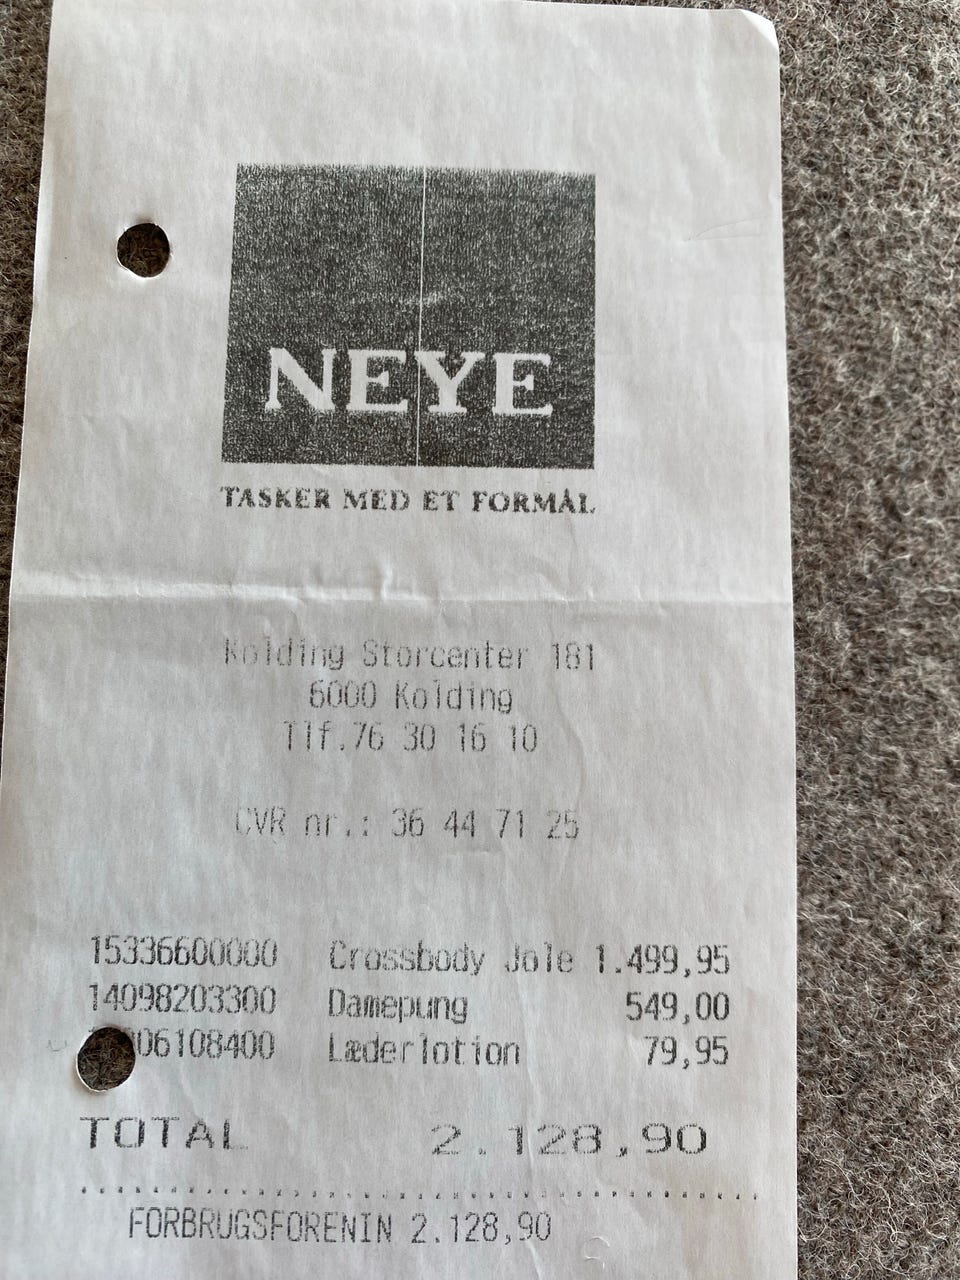 NEYE
TASKER MED ET FORMÅL
Kolding Storcenter 181
6000 Kolding
Tlf.76 30 16 10
CVR nr.: 36 44 71 25
15336600000 Crossbody Jole 1.499,95
14098203300 Damepung 549,00
Læderlotion 79,95
TOTAL 2.128,90
FORBRUGSFORENIN 2.128,90